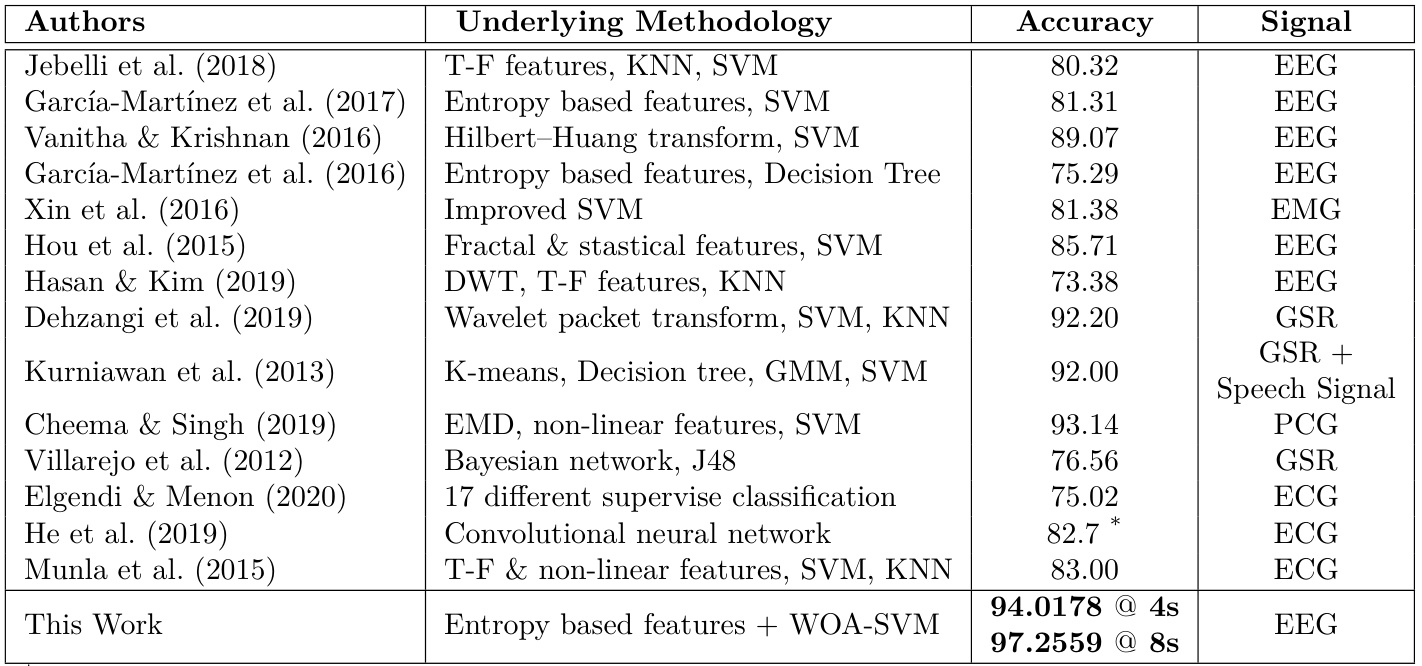 Authors Underlying Methodology Accuracy Signal
Jebelli et al. (2018) T-F features, KNN, SVM 80.32 EEG
García-Martínez et al. (2017) Entropy based features, SVM 81.31 EEG
Vanitha & Krishnan (2016) Hilbert–Huang transform, SVM 89.07 EEG
García-Martínez et al. (2016) Entropy based features, Decision Tree 75.29 EEG
Xin et al. (2016) Improved SVM 81.38 EMG
Hou et al. (2015) Fractal & stastical features, SVM 85.71 EEG
Hasan & Kim (2019) DWT, T-F features, KNN 73.38 EEG
Dehzangi et al. (2019) Wavelet packet transform, SVM, KNN 92.20 GSR
Kurniawan et al. (2013) K-means, Decision tree, GMM, SVM 92.00 GSR +
Speech Signal
Cheema & Singh (2019) EMD, non-linear features, SVM 93.14 PCG
Villarejo et al. (2012) Bayesian network, J48 76.56 GSR
Elgendi & Menon (2020) 17 different supervise classification 75.02 ECG
He et al. (2019) Convolutional neural network 82.7 * ECG
Munla et al. (2015) T-F & non-linear features, SVM, KNN 83.00 ECG
This Work Entropy based features + WOA-SVM 94.0178 @ 4s EEG
97.2559 @ 8s